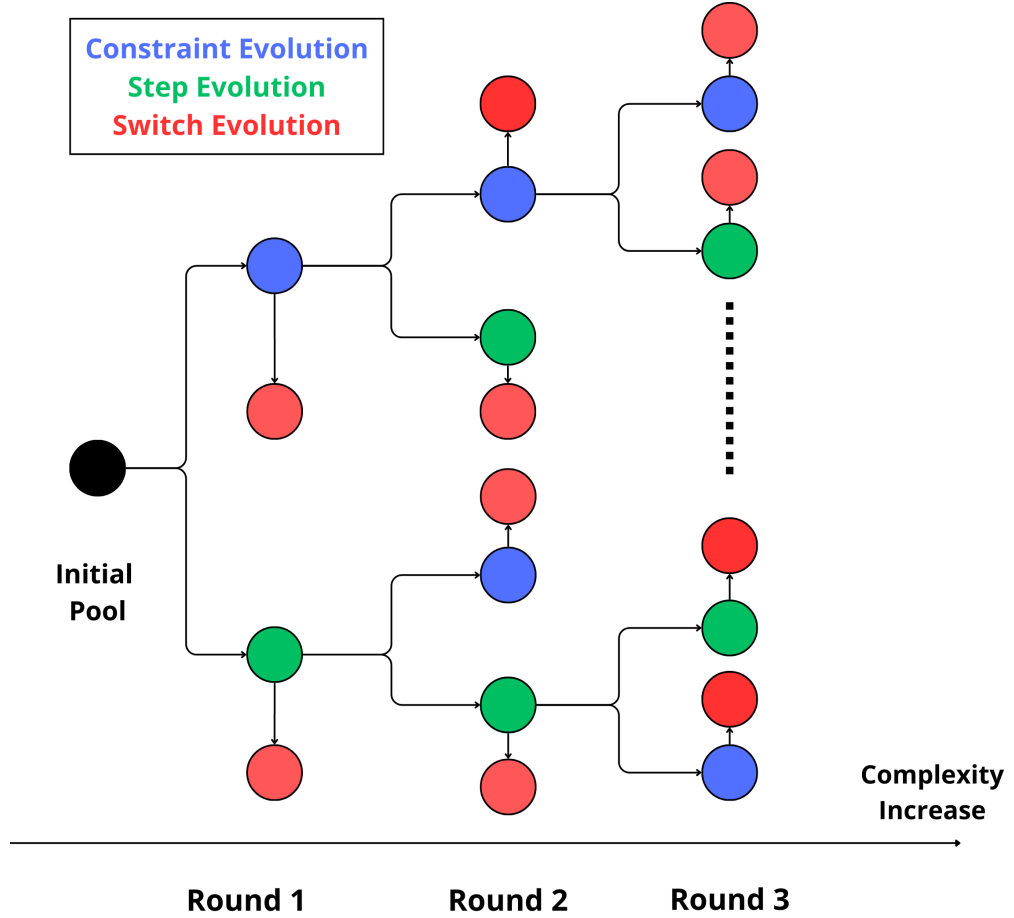 Constraint Evolution
Step Evolution
Switch Evolution
Initial
Pool
Complexity
Increase
Round 1
Round 2
Round 3